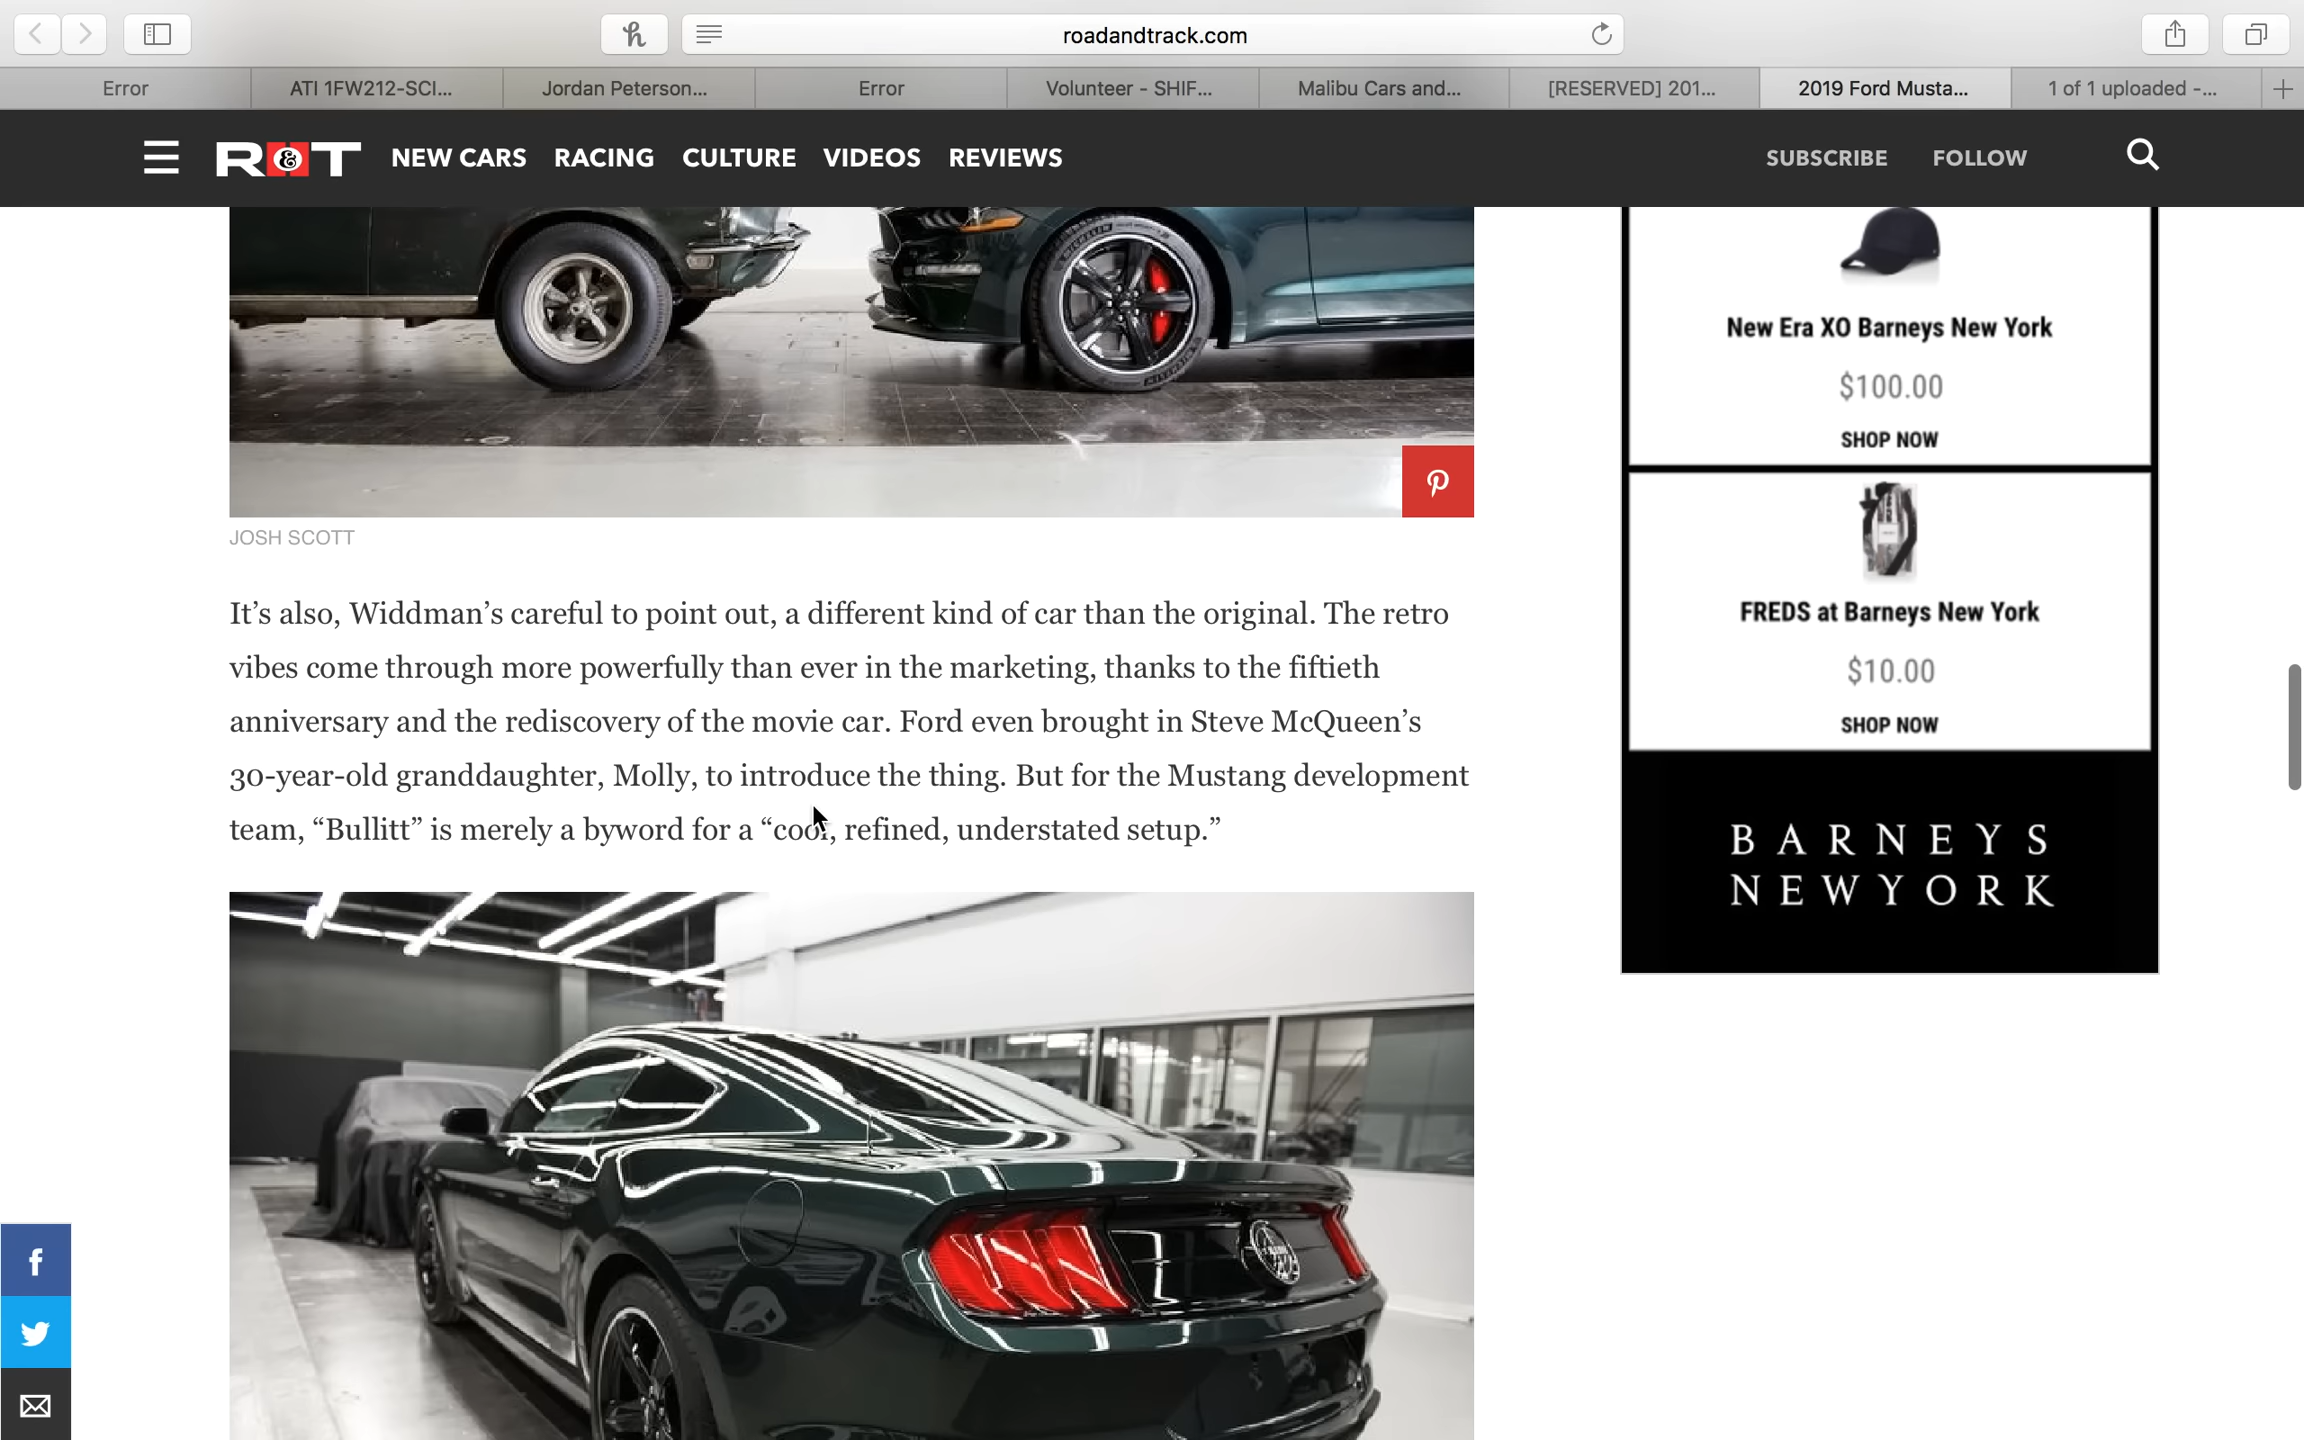 roadandtrack.com
Error
ATI 1FW212-SCI...
Jordan Peterson...
Error
Volunteer - SHIF...
Malibu Cars and...
[RESERVED] 201...
2019 Ford Musta...
1 of 1 uploaded -...
R&T NEW CARS RACING CULTURE VIDEOS REVIEWS SUBSCRIBE FOLLOW
JOSH SCOTT
It’s also, Widdman’s careful to point out, a different kind of car than the original. The retro
vibes come through more powerfully than ever in the marketing, thanks to the fiftieth
anniversary and the rediscovery of the movie car. Ford even brought in Steve McQueen’s
30-year-old granddaughter, Molly, to introduce the thing. But for the Mustang development
team, “Bullitt” is merely a byword for a “cool, refined, understated setup.”
New Era XO Barneys New York
$100.00
SHOP NOW
FREDS at Barneys New York
$10.00
SHOP NOW
BARNEYS
NEWYORK